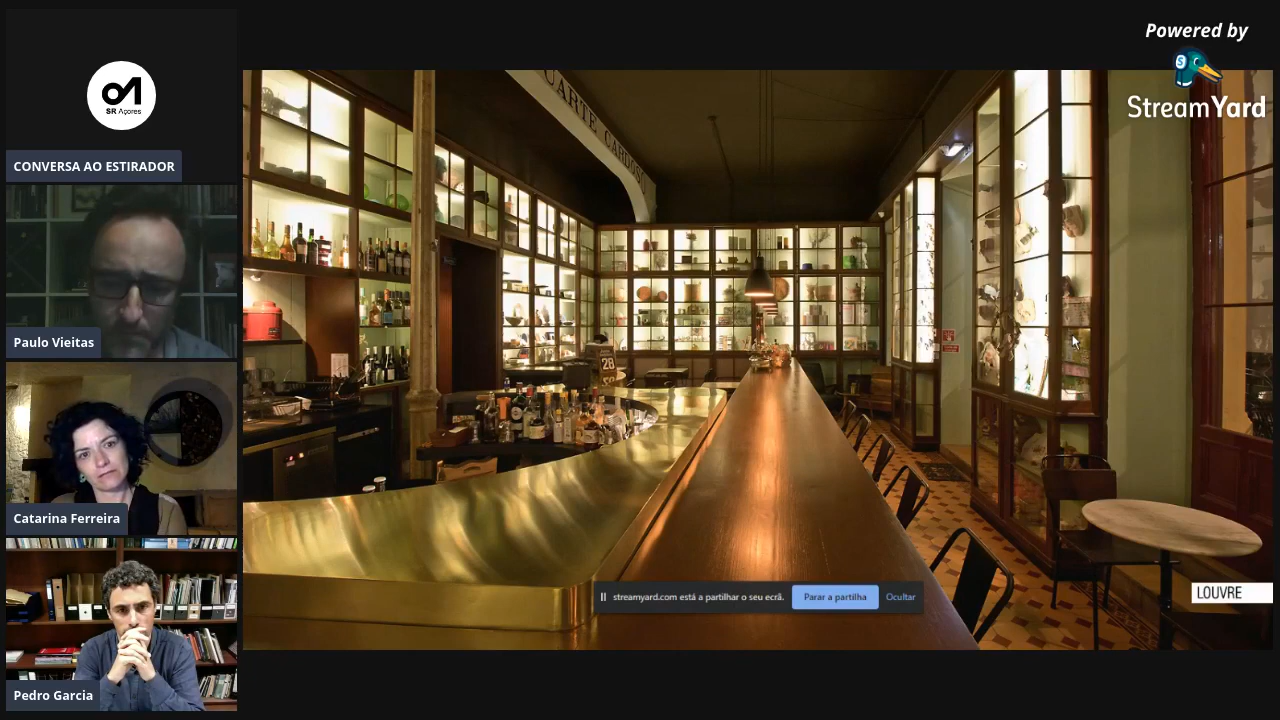 SR Açores
CONVERSA AO ESTIRADOR
Paulo Vieitas
Catarina Ferreira
Pedro Garcia
Powered by
StreamYard
28
streamyard.com está a partilhar o seu ecrã.
Parar a partilha
Ocultar
LOUVRE